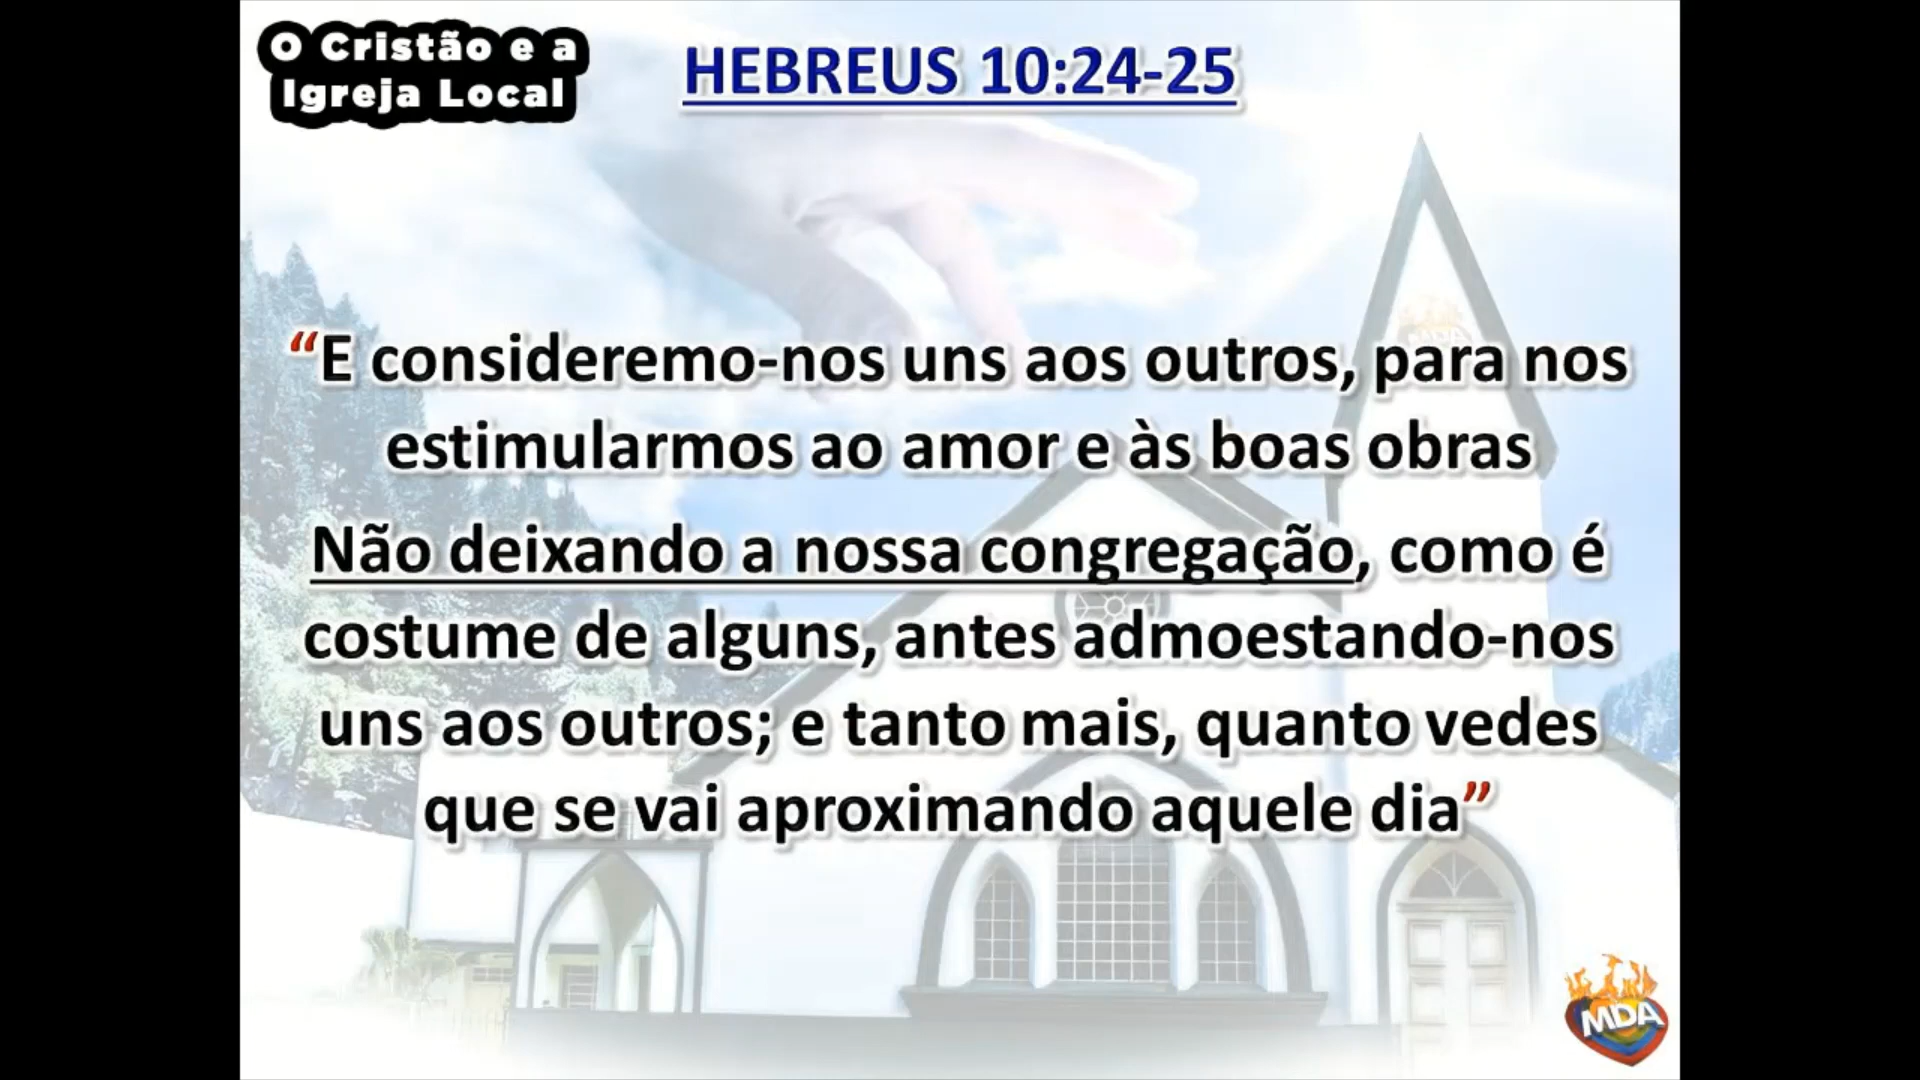 O Cristão e a
Igreja Local
HEBREUS 10:24-25
“E consideremo-nos uns aos outros, para nos
estimularmos ao amor e às boas obras
Não deixando a nossa congregação, como é
costume de alguns, antes admoestando-nos
uns aos outros; e tanto mais, quanto vedes
que se vai aproximando aquele dia”
MDA